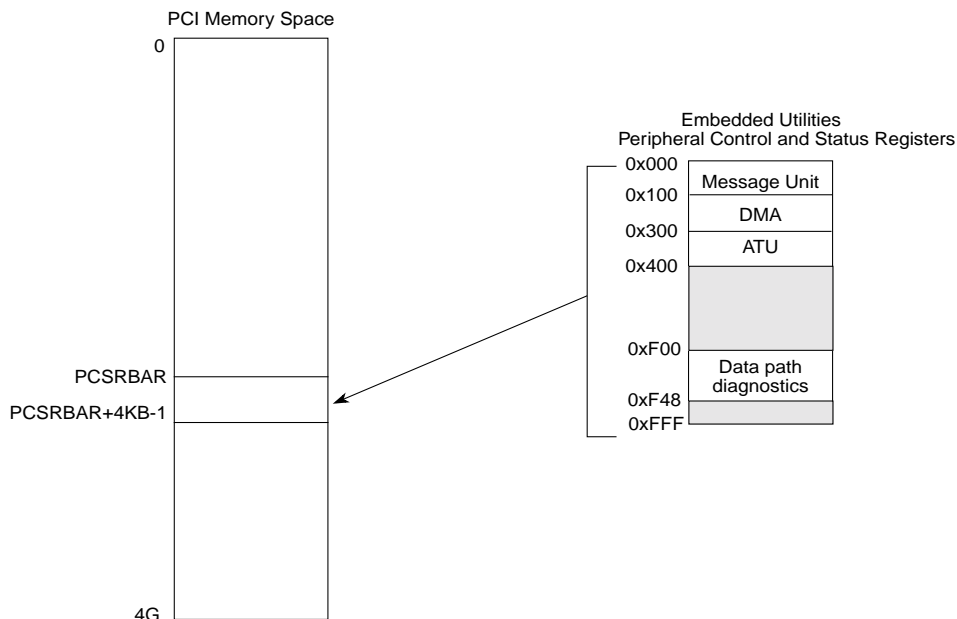 PCI Memory Space
0
PCSRBAR
PCSRBAR+4KB-1
4G
Embedded Utilities
Peripheral Control and Status Registers
0x000
Message Unit
0x100
DMA
0x300
ATU
0x400
0xF00
Data path
diagnostics
0xF48
0xFFF